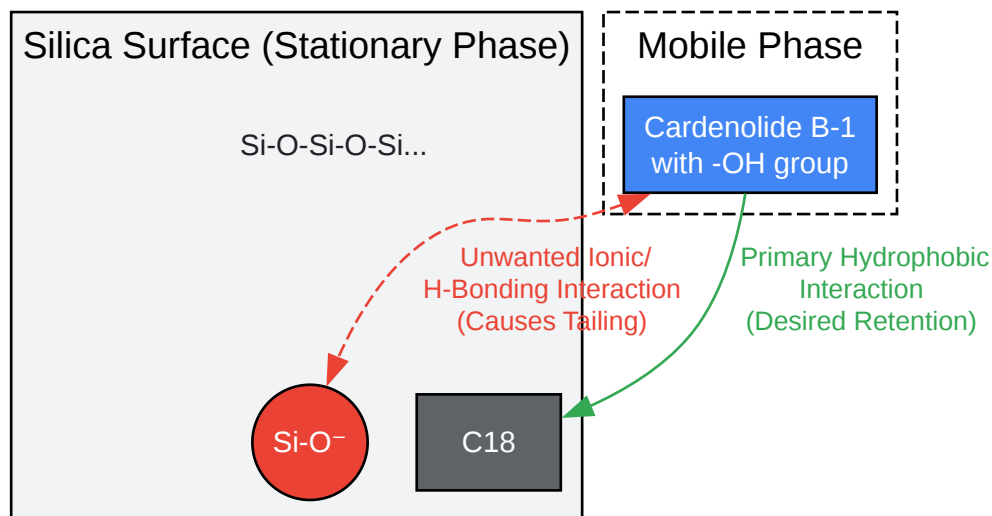 Silica Surface (Stationary Phase)
Mobile Phase
Si-O-Si-O-Si...
Cardenolide B-1
with -OH group
Unwanted Ionic/
H-Bonding Interaction
(Causes Tailing)
Primary Hydrophobic
Interaction
(Desired Retention)
Si-O⁻
C18